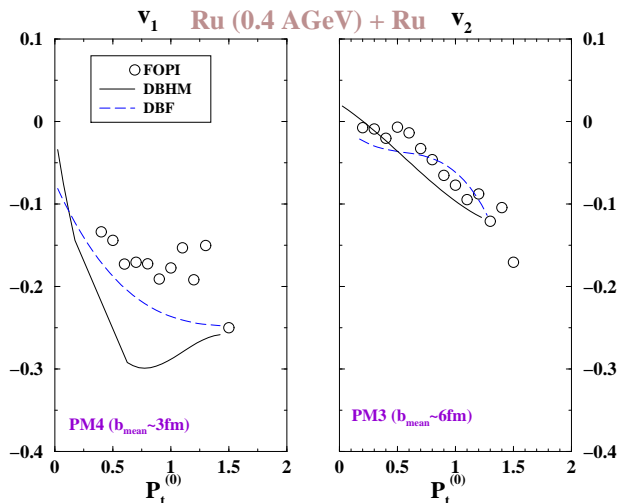 v1
Ru (0.4 AGeV) + Ru
v2
0.1
0
−0.1
−0.2
−0.3
−0.4
FOPI
DBHM
DBF
PM4 (bmean~3fm)
0 0.5 1 1.5 2
Pt(0)
PM3 (bmean~6fm)
0 0.5 1 1.5 2
Pt(0)
0.1
0
−0.1
−0.2
−0.3
−0.4